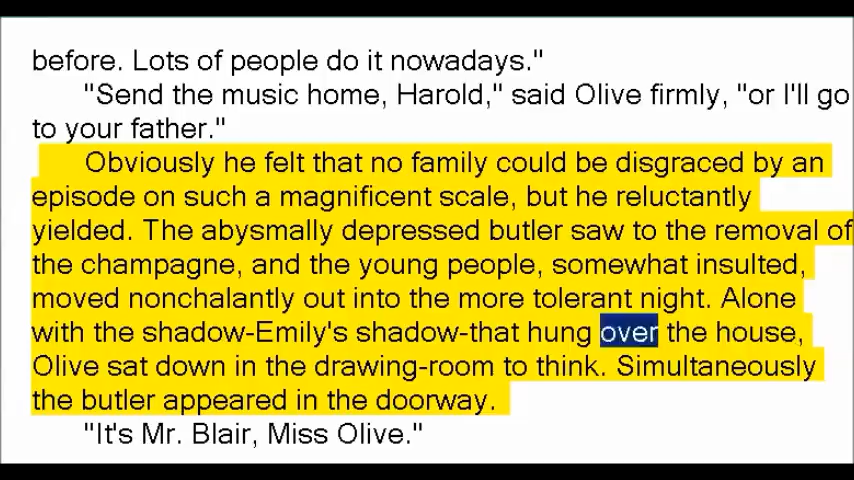 before. Lots of people do it nowadays."
"Send the music home, Harold," said Olive firmly, "or I'll go
to your father."
Obviously he felt that no family could be disgraced by an
episode on such a magnificent scale, but he reluctantly
yielded. The abysmally depressed butler saw to the removal of
the champagne, and the young people, somewhat insulted,
moved nonchalantly out into the more tolerant night. Alone
with the shadow-Emily's shadow-that hung over the house,
Olive sat down in the drawing-room to think. Simultaneously
the butler appeared in the doorway.
"It's Mr. Blair, Miss Olive."